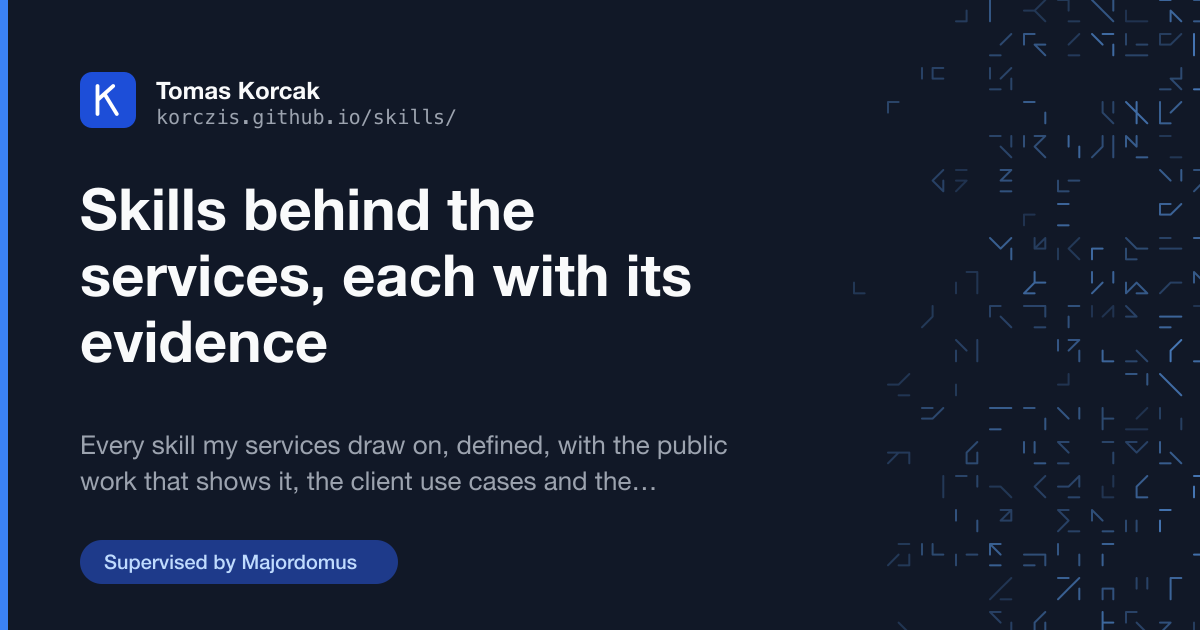 K
Tomas Korcak
korczis.github.io/skills/
Skills behind the
services, each with its
evidence
Every skill my services draw on, defined, with the public
work that shows it, the client use cases and the…
Supervised by Majordomus